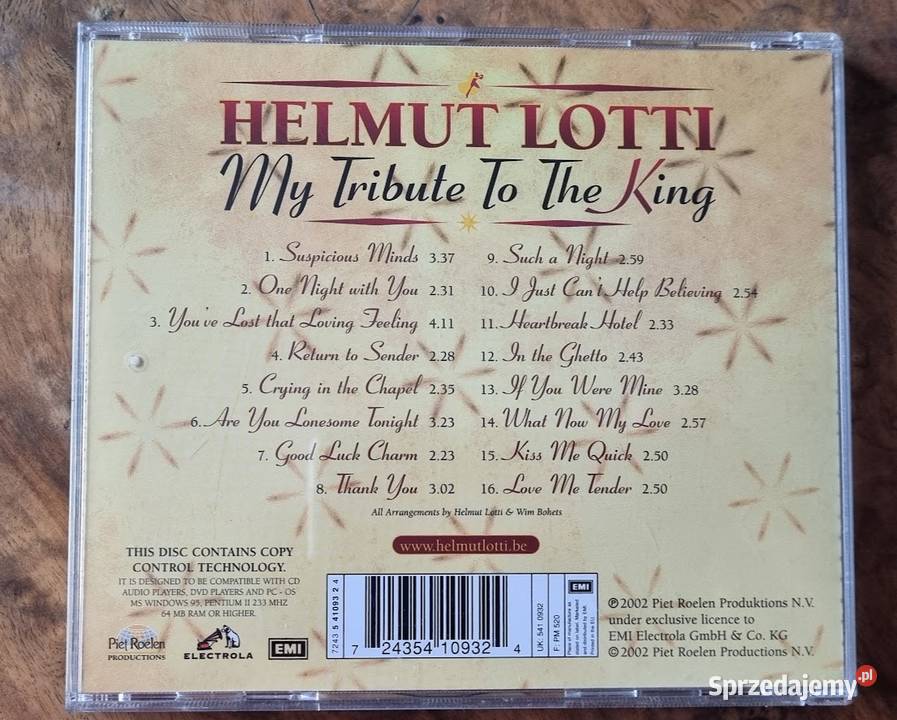 HELMUT LOTTI
My Tribute To The King
1. Suspicious Minds 3.37
2. One Night with You 2.31
3. You've Lost that Loving Feeling 4.11
4. Return to Sender 2.28
5. Crying in the Chapel 2.35
6. Are You Lonesome Tonight 3.23
7. Good Luck Charm 2.23
8. Thank You 3.02
9. Such a Night 2.59
10. I Just Can't Help Believing 2.54
11. Heartbreak Hotel 2.33
12. In the Ghetto 2.43
13. If You Were Mine 3.28
14. What Now My Love 2.57
15. Kiss Me Quick 2.50
16. Love Me Tender 2.50
All Arrangements by Helmut Lotti & Wim Bohets
www.helmutlotti.be
THIS DISC CONTAINS COPY
CONTROL TECHNOLOGY.
IT IS DESIGNED TO BE COMPATIBLE WITH CD
AUDIO PLAYERS, DVD PLAYERS AND PC - OS
MS WINDOWS 95, PENTIUM II 233 MHZ
64 MB RAM OR HIGHER.
Piet Roelen
PRODUCTIONS
ELECTROLA
EMI
7243 5 41093 2 4
7 24354 10932 4
UK: 541 0932
F: PM 520
EMI
℗ 2002 Piet Roelen Produktions N.V.
under exclusive licence to
EMI Electrola GmbH & Co. KG
© 2002 Piet Roelen Productions N.V.
Sprzedajemy.pl